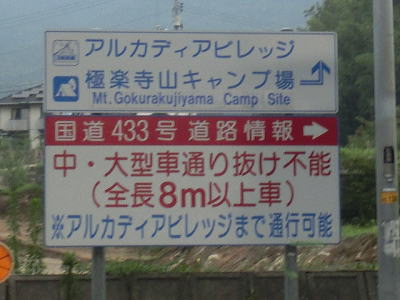 アルカディアビレッジ
極楽寺山キャンプ場
Mt. Gokurakujiyama Camp Site
国道433号 道路情報 →
中・大型車通り抜け不能
(全長8m以上車)
※アルカディアビレッジまで通行可能